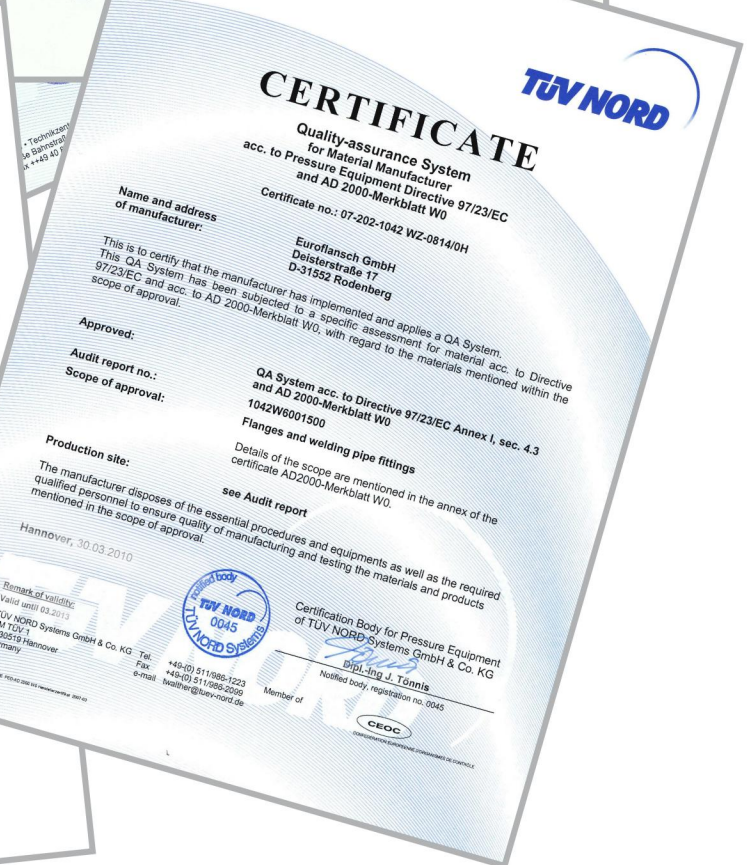 TÜV NORD
CERTIFICATE
Quality-assurance System
for Material Manufacturer
acc. to Pressure Equipment Directive 97/23/EC
and AD 2000-Merkblatt W0
Certificate no.: 07-202-1042 WZ-0814/0H
Name and address
of manufacturer:
Euroflansch GmbH
Deisterstraße 17
D-31552 Rodenberg
This is to certify that the manufacturer has implemented and applies a QA System.
This QA System has been subjected to a specific assessment for material acc. to Directive
97/23/EC and acc. to AD 2000-Merkblatt W0, with regard to the materials mentioned within the
scope of approval.
Approved:
QA System acc. to Directive 97/23/EC Annex I, sec. 4.3
and AD 2000-Merkblatt W0
Audit report no.:
1042W6001500
Scope of approval:
Flanges and welding pipe fittings
Details of the scope are mentioned in the annex of the
certificate AD2000-Merkblatt W0.
Production site:
see Audit report
The manufacturer disposes of the essential procedures and equipments as well as the required
qualified personnel to ensure quality of manufacturing and testing the materials and products
mentioned in the scope of approval.
Hannover, 30.03.2010
Remark of validity:
Valid until 03.2013
TÜV NORD Systems GmbH & Co. KG
TÜV 1
30519 Hannover
Tel. +49-(0) 511/986-1223
Fax +49-(0) 511/986-2099
e-mail twalther@tuev-nord.de
notified body
TÜV NORD
0045
TÜV NORD Systems
Certification Body for Pressure Equipment
of TÜV NORD Systems GmbH & Co. KG
Dipl.-Ing J. Tönnis
Notified body, registration no. 0045
Member of
CEOC
CONFEDERATION EUROPEENNE D'ORGANISMES DE CONTROLE
TÜV NORD